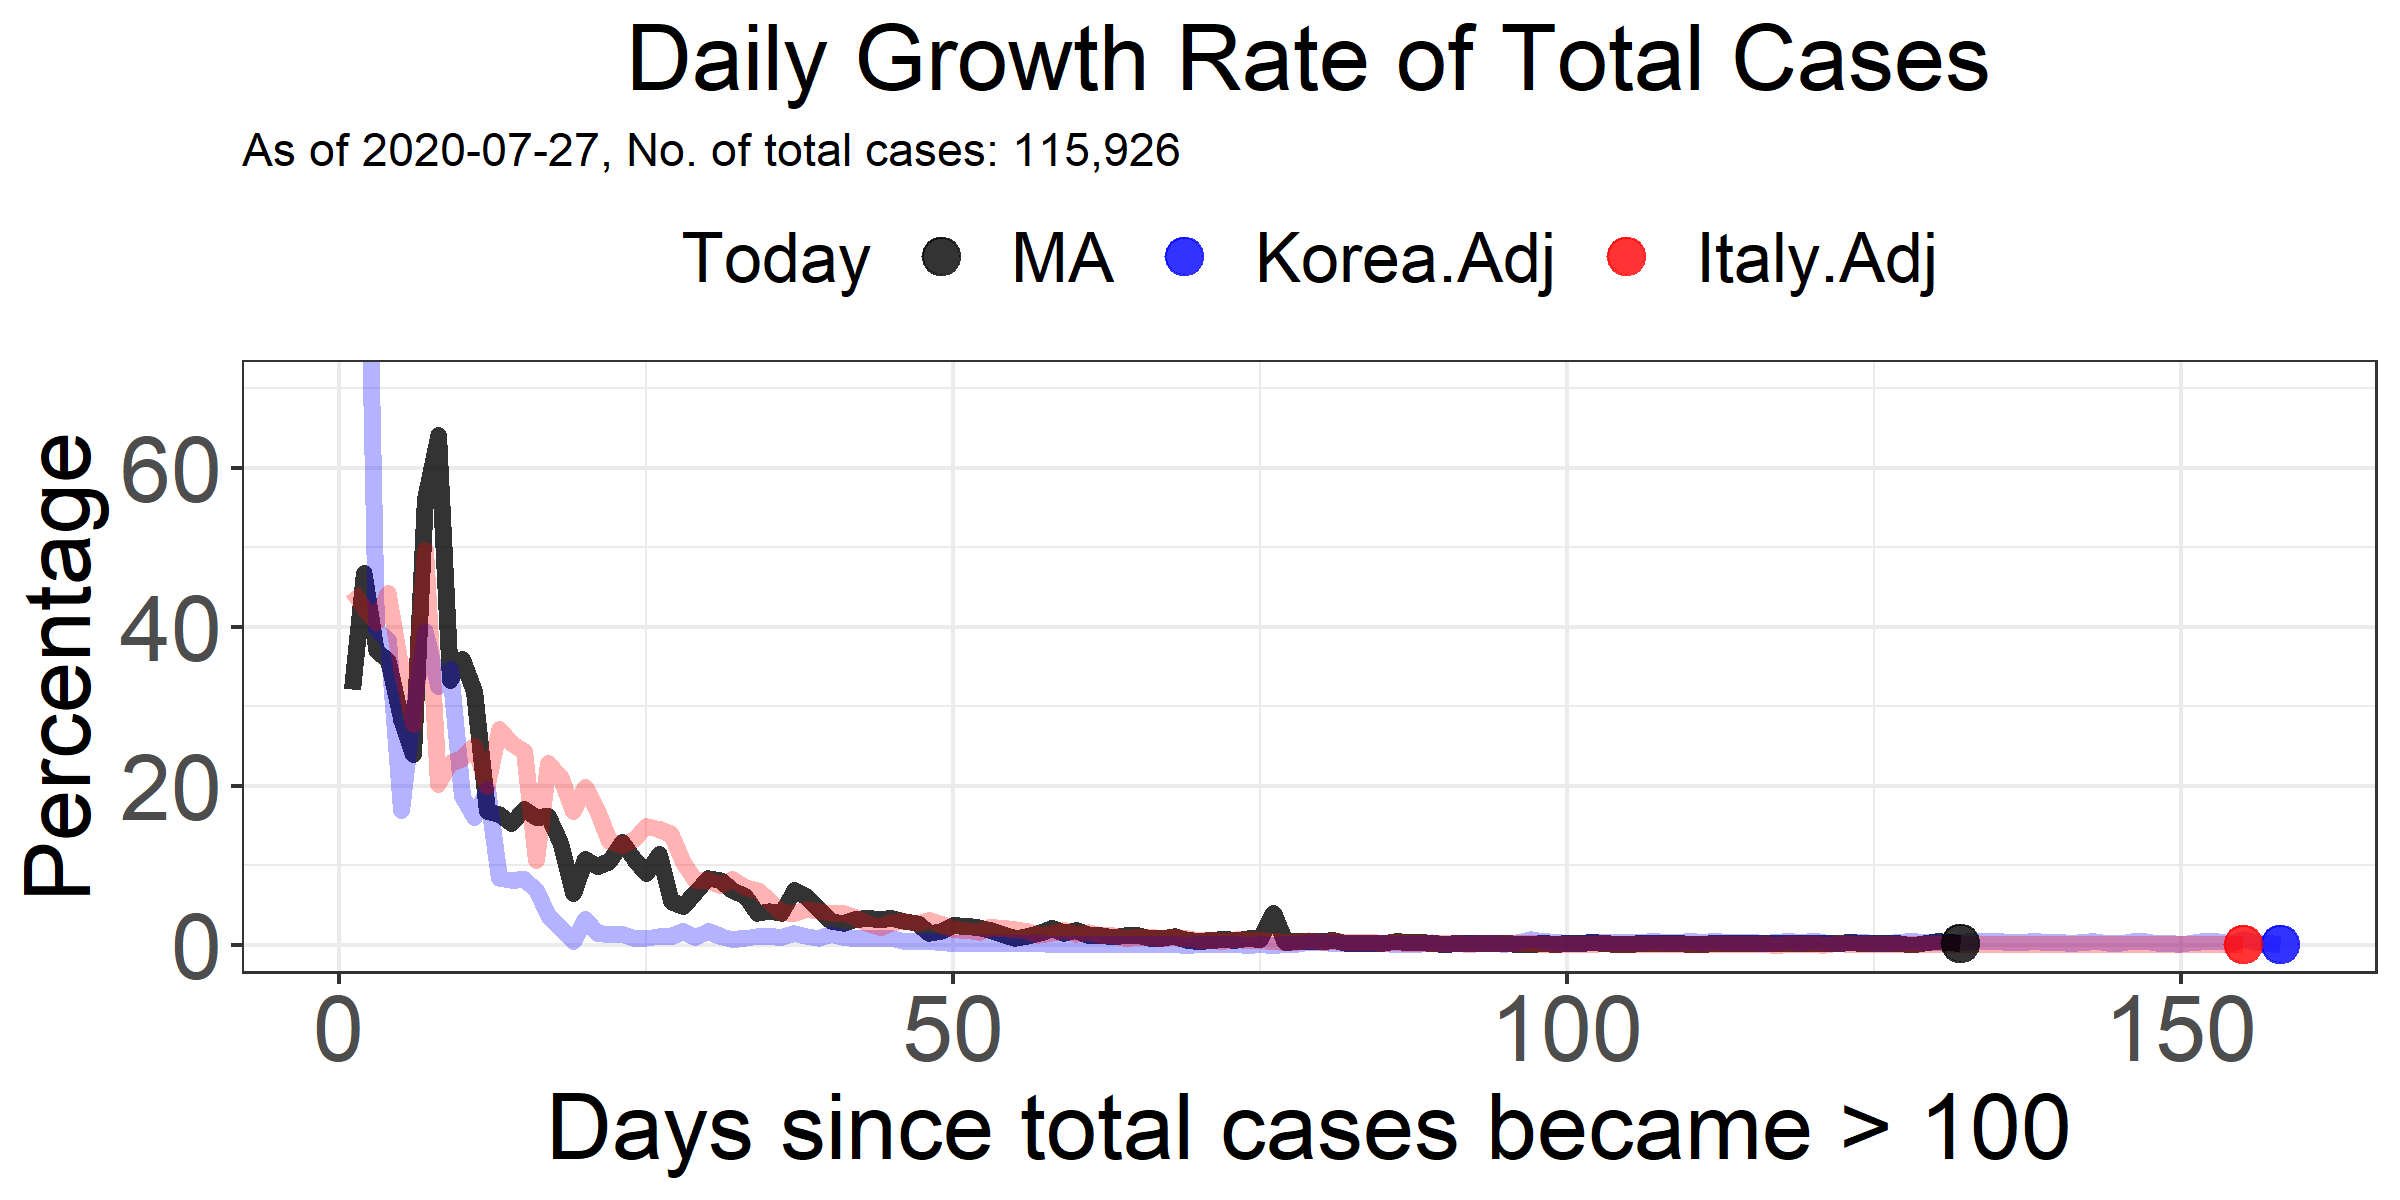 Daily Growth Rate of Total Cases
As of 2020-07-27, No. of total cases: 115,926
Today MA Korea.Adj Italy.Adj
Percentage
60
40
20
0
0 50 100 150
Days since total cases became > 100